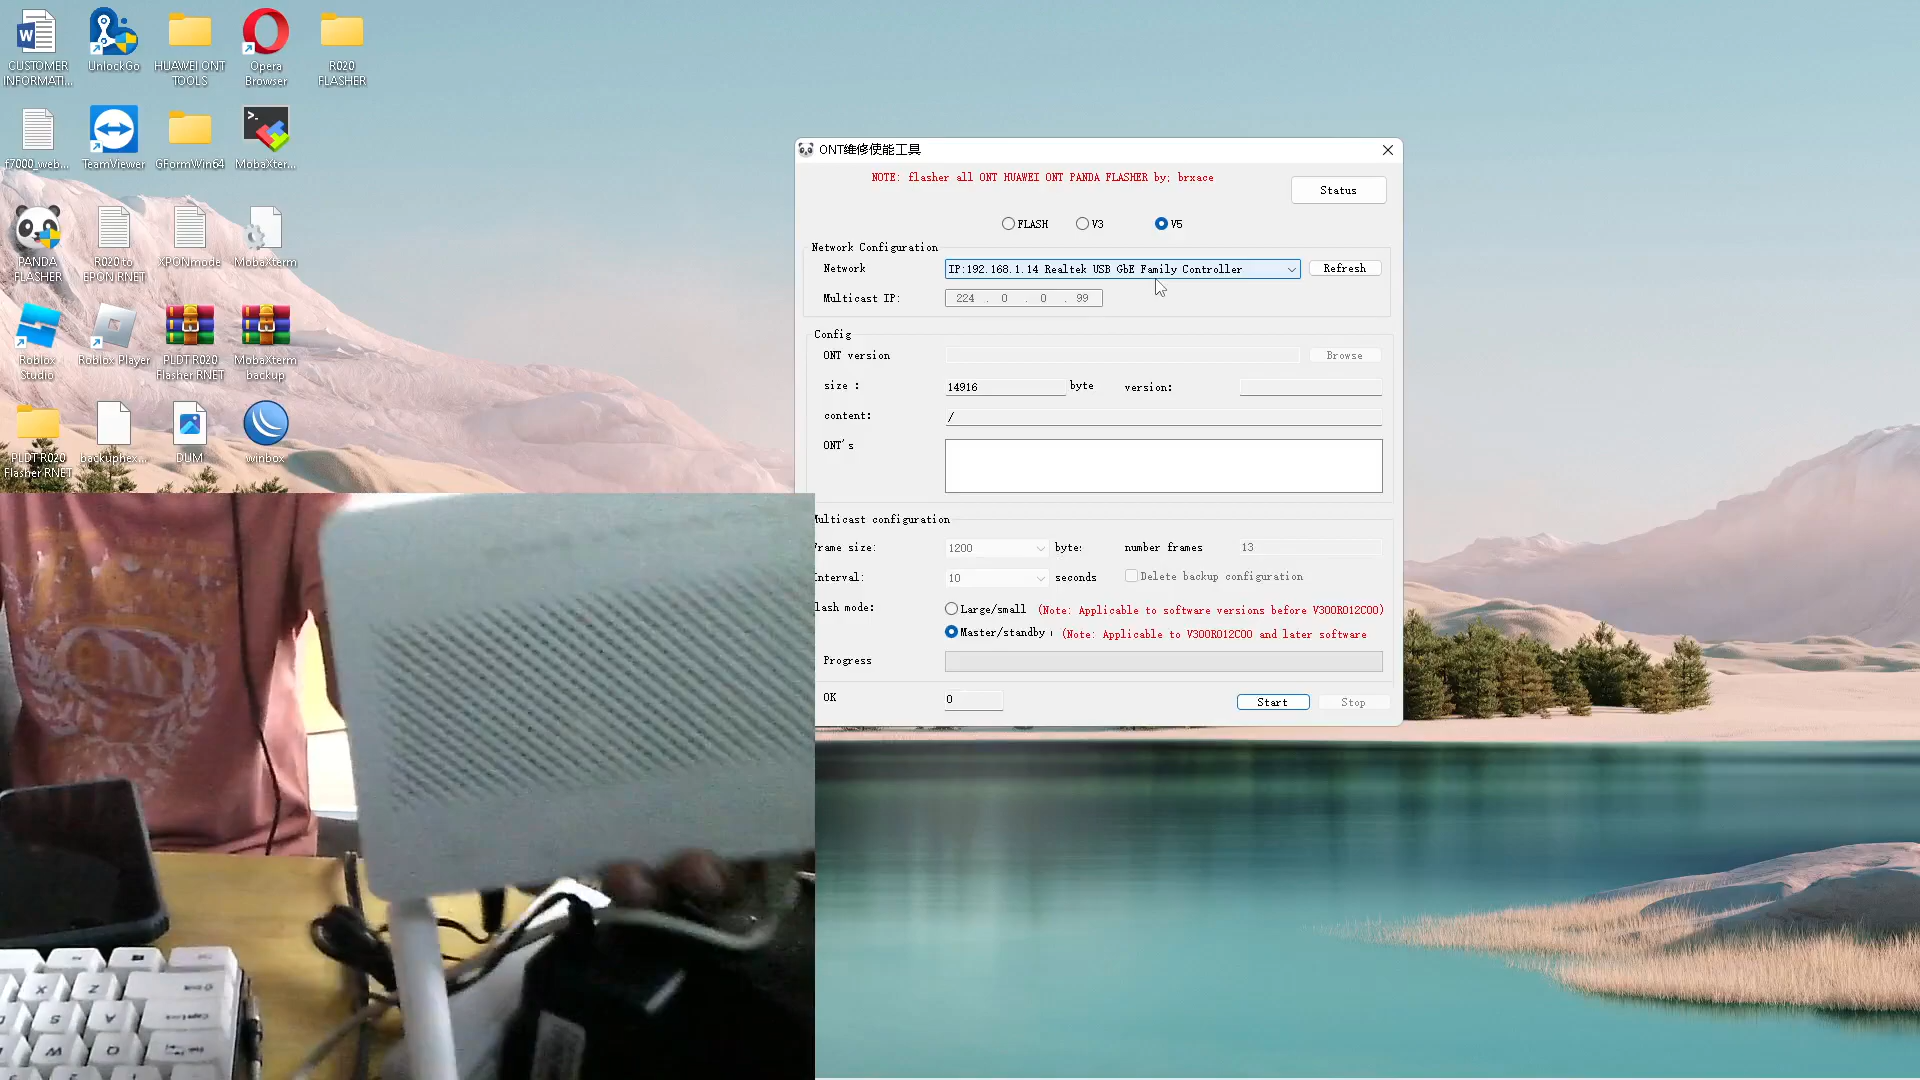 CUSTOMER INFORMATI...
UnlockGo
HUAWEI ONT TOOLS
Opera Browser
R020 FLASHER
f7000_web...
TeamViewer
GFormWin64
MobaXter...
PANDA FLASHER
R020 to EPON RNET
XPONmode
MobaXterm
Roblox Studio
Roblox Player
PLDT R020 Flasher RNET
MobaXterm backup
PLDT R020 Flasher RNET
backuphex...
DUM
winbox
ONT维修使能工具
NOTE: flasher all ONT HUAWEI ONT PANDA FLASHER by; brxace
Status
FLASH V3 V5
Network Configuration
Network IP:192.168.1.14 Realtek USB GbE Family Controller Refresh
Multicast IP: 224 . 0 . 0 . 99
Config
ONT version Browse
size : 14916 byte version:
content: /
ONT's
Multicast configuration
Frame size: 1200 byte: number frames 13
Interval: 10 seconds Delete backup configuration
lash mode: Large/small (Note: Applicable to software versions before V300R012C00)
Master/standby (Note: Applicable to V300R012C00 and later software
Progress
OK 0 Start Stop